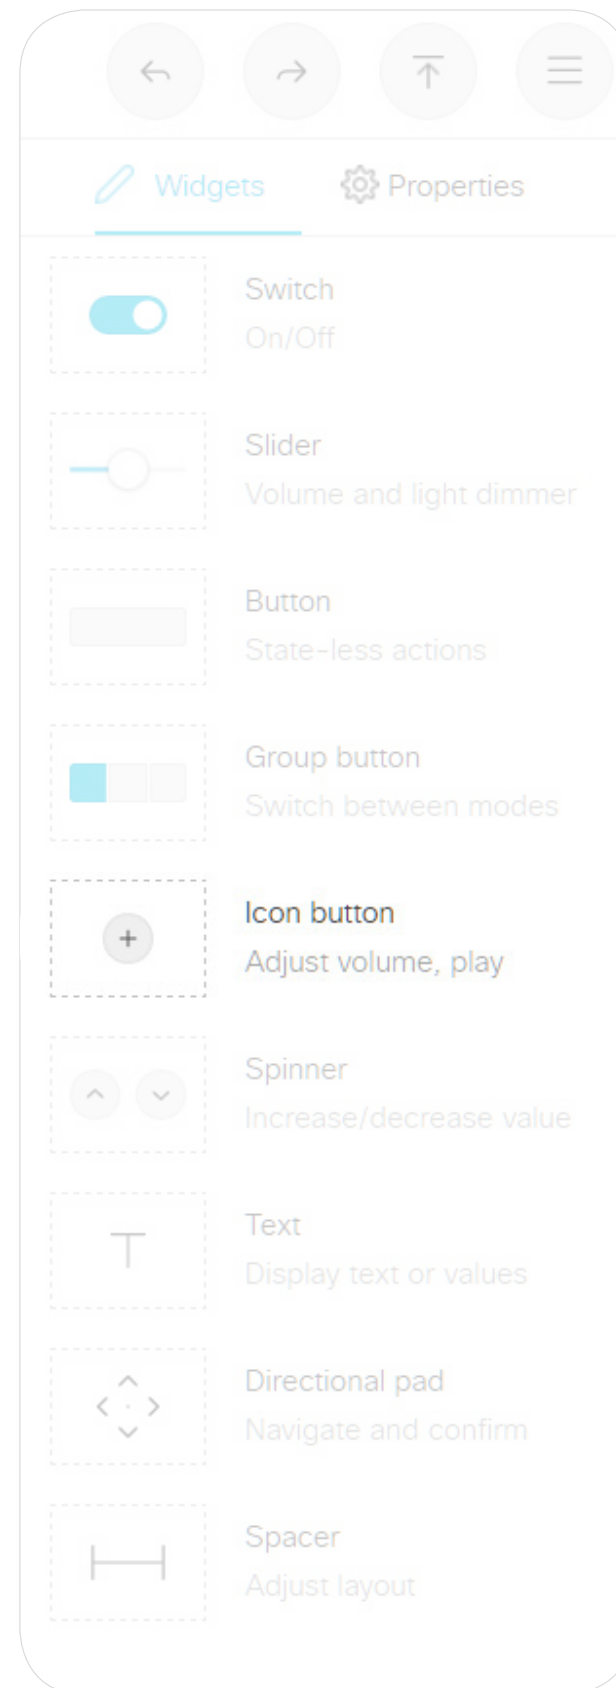 Widgets
Properties
Switch
On/Off
Slider
Volume and light dimmer
Button
State-less actions
Group button
Switch between modes
Icon button
Adjust volume, play
Spinner
Increase/decrease value
Text
Display text or values
Directional pad
Navigate and confirm
Spacer
Adjust layout